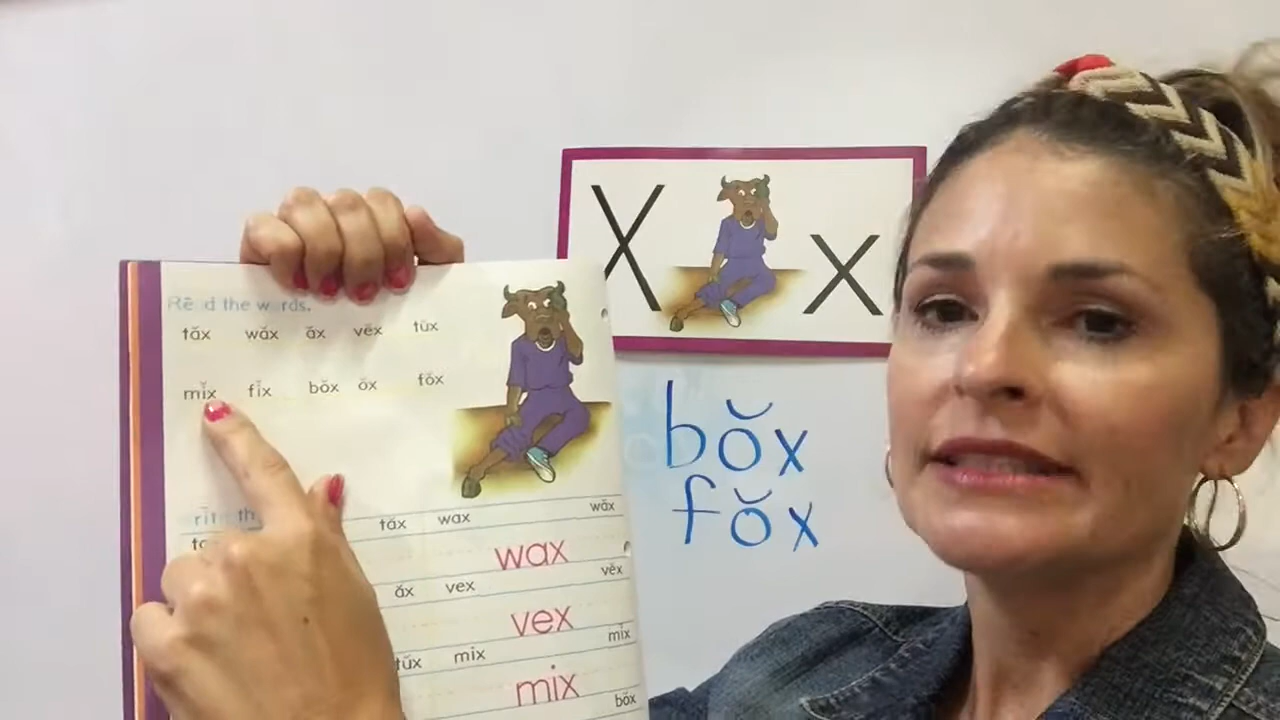 X x
Read the words.
tăx wăx ăx vĕx tŭx
mĭx fĭx bŏx ŏx fŏx
bŏx
fŏx
tăx wax wăx
wax
ăx vex vĕx
vex
tŭx mix mĭx
mix
bŏx